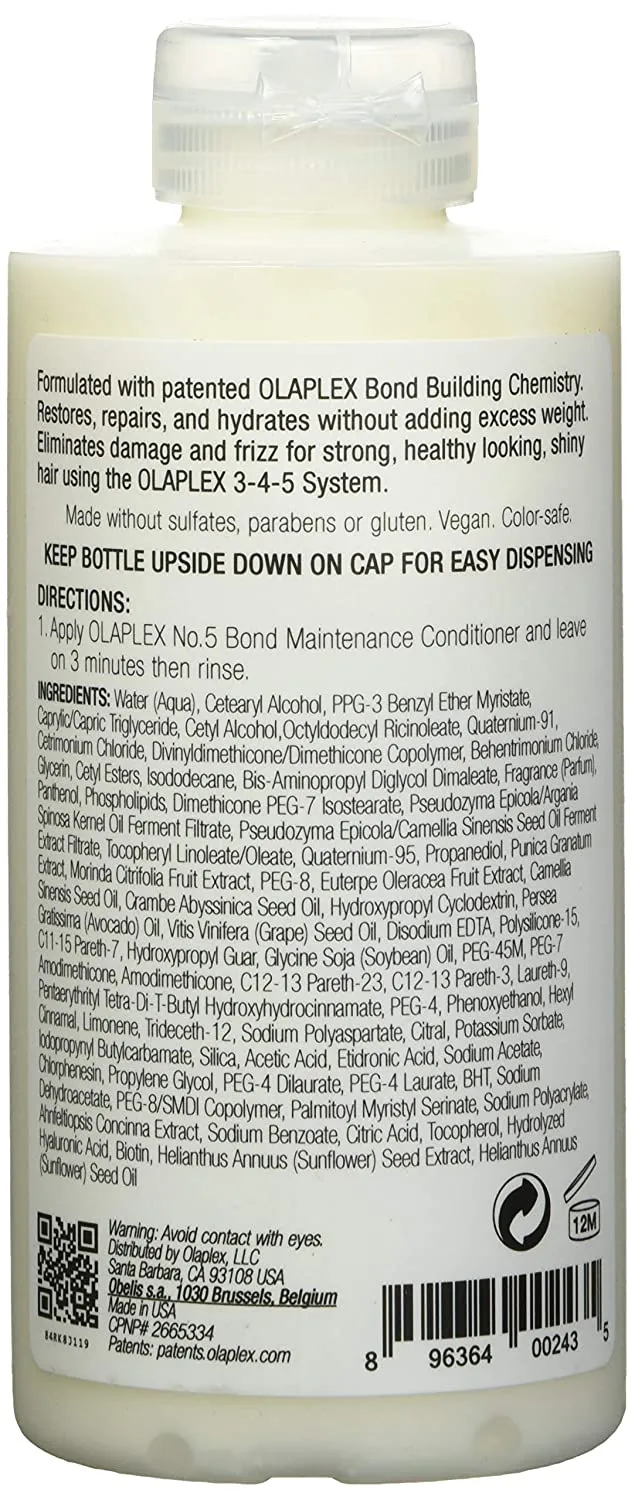 Formulated with patented OLAPLEX Bond Building Chemistry.
Restores, repairs, and hydrates without adding excess weight.
Eliminates damage and frizz for strong, healthy looking, shiny
hair using the OLAPLEX 3-4-5 System.
Made without sulfates, parabens or gluten. Vegan. Color-safe.
KEEP BOTTLE UPSIDE DOWN ON CAP FOR EASY DISPENSING
DIRECTIONS:
1. Apply OLAPLEX No.5 Bond Maintenance Conditioner and leave
on 3 minutes then rinse.
INGREDIENTS: Water (Aqua), Cetearyl Alcohol, PPG-3 Benzyl Ether Myristate,
Caprylic/Capric Triglyceride, Cetyl Alcohol, Octyldodecyl Ricinoleate, Quaternium-91,
Cetrimonium Chloride, Divinyldimethicone/Dimethicone Copolymer, Behentrimonium Chloride,
Glycerin, Cetyl Esters, Isododecane, Bis-Aminopropyl Diglycol Dimaleate, Fragrance (Parfum),
Panthenol, Phospholipids, Dimethicone PEG-7 Isostearate, Pseudozyma Epicola/Argania
Spinosa Kernel Oil Ferment Filtrate, Pseudozyma Epicola/Camellia Sinensis Seed Oil Ferment
Extract Filtrate, Tocopheryl Linoleate/Oleate, Quaternium-95, Propanediol, Punica Granatum
Extract, Morinda Citrifolia Fruit Extract, PEG-8, Euterpe Oleracea Fruit Extract, Camellia
Sinensis Seed Oil, Crambe Abyssinica Seed Oil, Hydroxypropyl Cyclodextrin, Persea
Gratissima (Avocado) Oil, Vitis Vinifera (Grape) Seed Oil, Disodium EDTA, Polysilicone-15,
C11-15 Pareth-7, Hydroxypropyl Guar, Glycine Soja (Soybean) Oil, PEG-45M, PEG-7
Amodimethicone, Amodimethicone, C12-13 Pareth-23, C12-13 Pareth-3, Laureth-9,
Pentaerythrityl Tetra-Di-T-Butyl Hydroxyhydrocinnamate, PEG-4, Phenoxyethanol, Hexyl
Cinnamal, Limonene, Trideceth-12, Sodium Polyaspartate, Citral, Potassium Sorbate,
Iodopropynyl Butylcarbamate, Silica, Acetic Acid, Etidronic Acid, Sodium Acetate,
Chlorphenesin, Propylene Glycol, PEG-4 Dilaurate, PEG-4 Laurate, BHT, Sodium
Dehydroacetate, PEG-8/SMDI Copolymer, Palmitoyl Myristyl Serinate, Sodium Polyacrylate,
Ahnfeltiopsis Concinna Extract, Sodium Benzoate, Citric Acid, Tocopherol, Hydrolyzed
Hyaluronic Acid, Biotin, Helianthus Annuus (Sunflower) Seed Extract, Helianthus Annuus
(Sunflower) Seed Oil
12M
Warning: Avoid contact with eyes.
Distributed by Olaplex, LLC
Santa Barbara, CA 93108 USA
Obelis s.a., 1030 Brussels, Belgium
Made in USA
CPNP# 2665334
Patents: patents.olaplex.com
84RK8J119
8 96364 00243 5